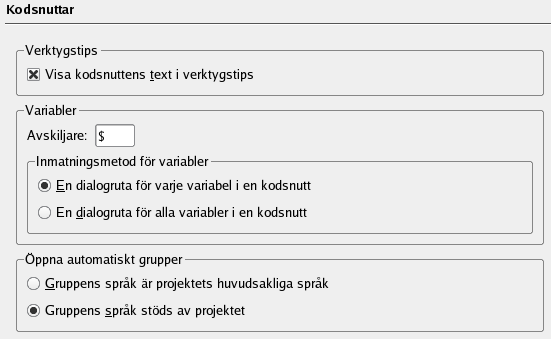 Kodsnuttar
Verktygstips
Visa kodsnuttens text i verktygstips
Variabler
Avskiljare: $
Inmatningsmetod för variabler
En dialogruta för varje variabel i en kodsnutt
En dialogruta för alla variabler i en kodsnutt
Öppna automatiskt grupper
Gruppens språk är projektets huvudsakliga språk
Gruppens språk stöds av projektet